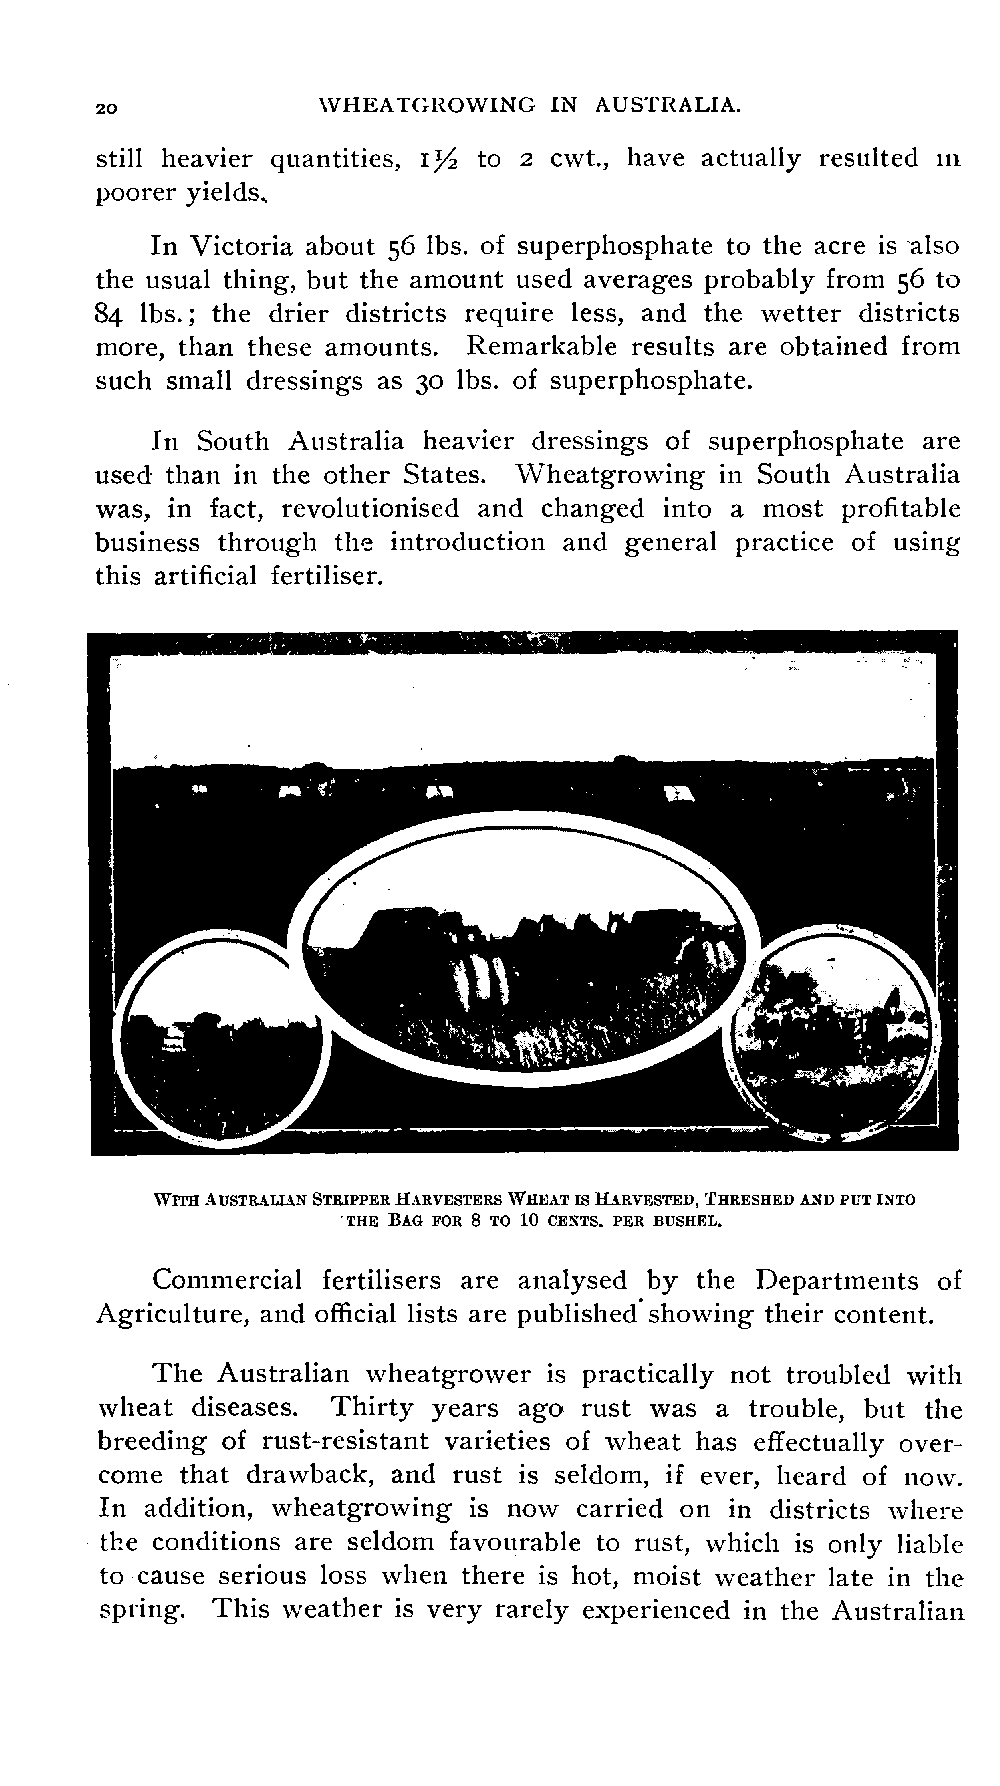 20 WHEATGROWING IN AUSTRALIA.
still heavier quantities, 1½ to 2 cwt., have actually resulted in
poorer yields.
In Victoria about 56 lbs. of superphosphate to the acre is also
the usual thing, but the amount used averages probably from 56 to
84 lbs.; the drier districts require less, and the wetter districts
more, than these amounts. Remarkable results are obtained from
such small dressings as 30 lbs. of superphosphate.
In South Australia heavier dressings of superphosphate are
used than in the other States. Wheatgrowing in South Australia
was, in fact, revolutionised and changed into a most profitable
business through the introduction and general practice of using
this artificial fertiliser.
WITH AUSTRALIAN STRIPPER HARVESTERS WHEAT IS HARVESTED, THRESHED AND PUT INTO
THE BAG FOR 8 TO 10 CENTS. PER BUSHEL.
Commercial fertilisers are analysed by the Departments of
Agriculture, and official lists are published showing their content.
The Australian wheatgrower is practically not troubled with
wheat diseases. Thirty years ago rust was a trouble, but the
breeding of rust-resistant varieties of wheat has effectually over-
come that drawback, and rust is seldom, if ever, heard of now.
In addition, wheatgrowing is now carried on in districts where
the conditions are seldom favourable to rust, which is only liable
to cause serious loss when there is hot, moist weather late in the
spring. This weather is very rarely experienced in the Australian